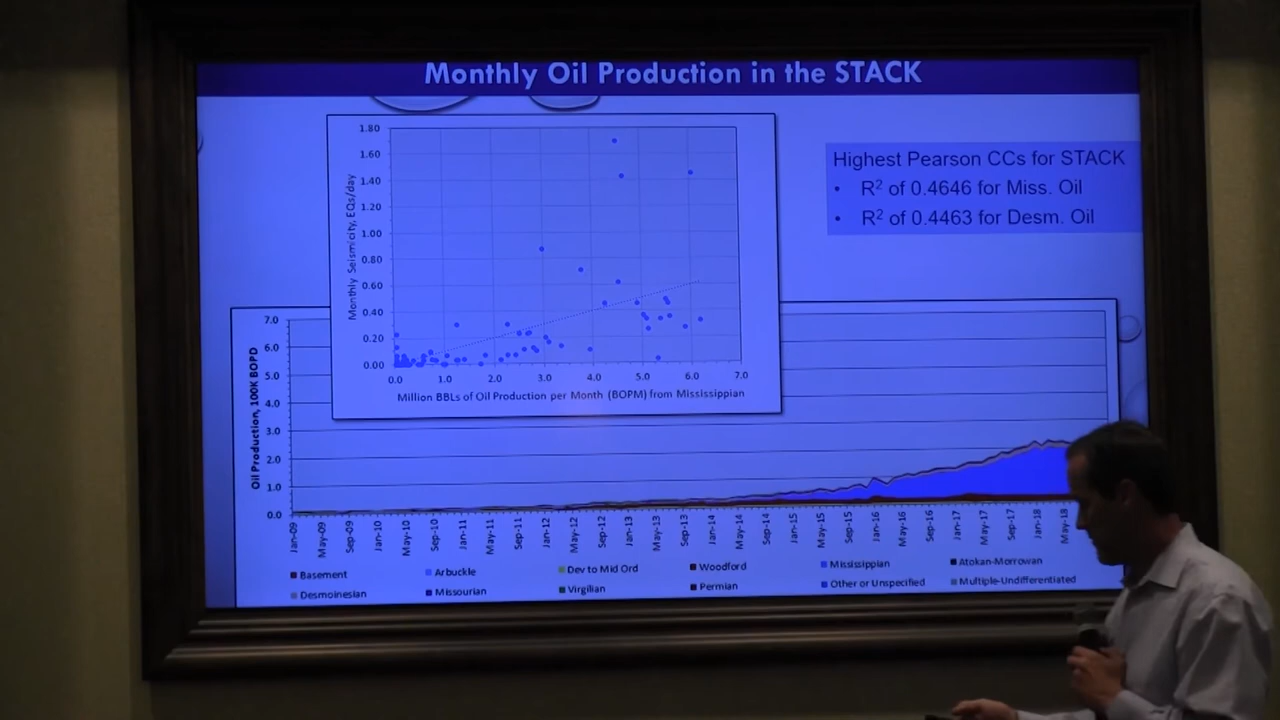 Monthly Oil Production in the STACK
1.80
1.60
1.40
1.20
1.00
0.80
0.60
0.40
0.20
0.00
Monthly Seismicity, EQs/day
0.0 1.0 2.0 3.0 4.0 5.0 6.0 7.0
Million BBLs of Oil Production per Month (BOPM) from Mississippian
Highest Pearson CCs for STACK
• R² of 0.4646 for Miss. Oil
• R² of 0.4463 for Desm. Oil
7.0
6.0
5.0
4.0
3.0
2.0
1.0
0.0
Oil Production, 100K BOPD
Jan-09 May-09 Sep-09 Jan-10 May-10 Sep-10 Jan-11 May-11 Sep-11 Jan-12 May-12 Sep-12 Jan-13 May-13 Sep-13 Jan-14 May-14 Sep-14 Jan-15 May-15 Sep-15 Jan-16 May-16 Sep-16 Jan-17 May-17 Sep-17 Jan-18 May-18
Basement Arbuckle Dev to Mid Ord Woodford Mississippian Atokan-Morrowan
Desmoinesian Missourian Virgilian Permian Other or Unspecified Multiple-Undifferentiated